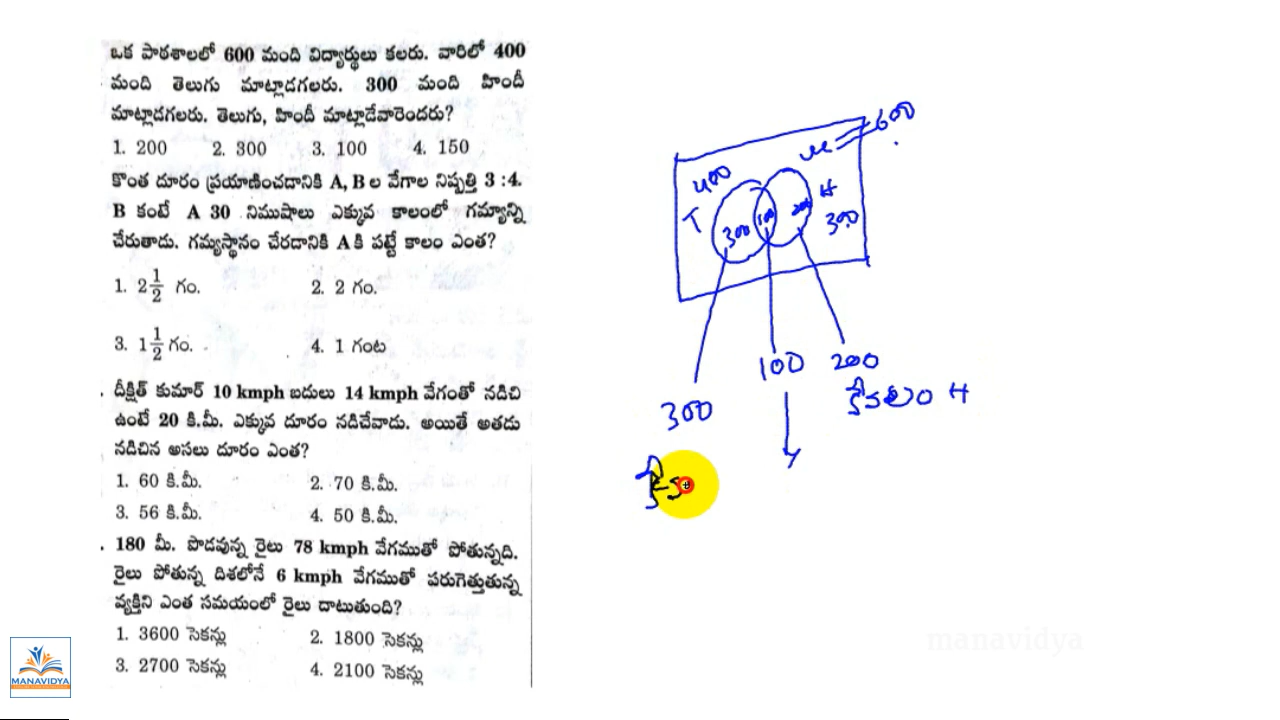 ఒక పాఠశాలలో 600 మంది విద్యార్థులు కలరు. వారిలో 400
మంది తెలుగు మాట్లాడగలరు. 300 మంది హిందీ
మాట్లాడగలరు. తెలుగు, హిందీ మాట్లాడేవారెందరు?
1. 200 2. 300 3. 100 4. 150
కొంత దూరం ప్రయాణించడానికి A, B ల వేగాల నిష్పత్తి 3 : 4.
B కంటే A 30 నిముషాలు ఎక్కువ కాలంలో గమ్యాన్ని
చేరుతాడు. గమ్యస్థానం చేరడానికి A కి పట్టే కాలం ఎంత?
1. 2 1/2 గం. 2. 2 గం.
3. 1 1/2 గం. 4. 1 గంట
. దీక్షిత్ కుమార్ 10 kmph బదులు 14 kmph వేగంతో నడిచి
ఉంటే 20 కి.మీ. ఎక్కువ దూరం నడిచేవాడు. అయితే అతడు
నడిచిన అసలు దూరం ఎంత?
1. 60 కి.మీ. 2. 70 కి.మీ.
3. 56 కి.మీ. 4. 50 కి.మీ.
. 180 మీ. పొడవున్న రైలు 78 kmph వేగముతో పోతున్నది.
రైలు పోతున్న దిశలోనే 6 kmph వేగముతో పరుగెత్తుతున్న
వ్యక్తిని ఎంత సమయంలో రైలు దాటుతుంది?
1. 3600 సెకన్లు 2. 1800 సెకన్లు
3. 2700 సెకన్లు 4. 2100 సెకన్లు
600
400
T H
300 100 200 300
100 200
300 కేవలం H
manavidya
MANAVIDYA